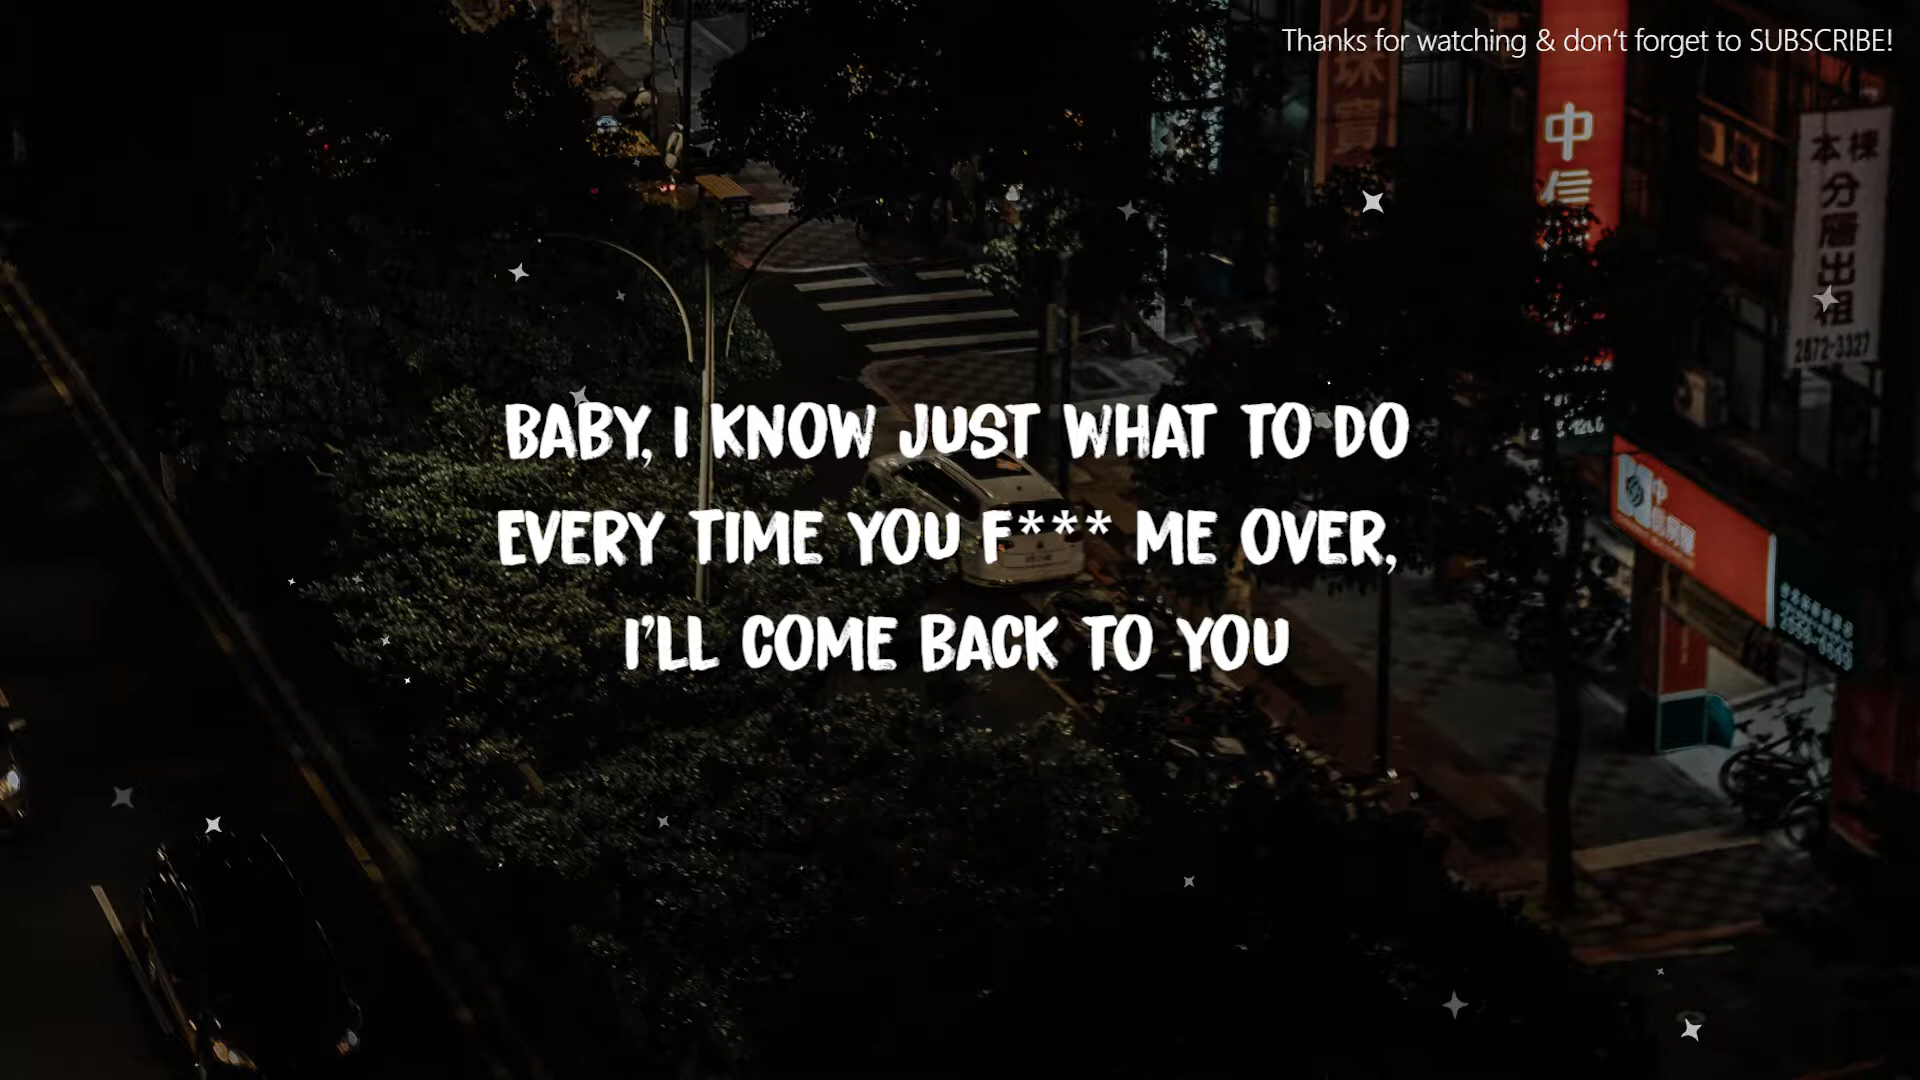 Thanks for watching & don't forget to SUBSCRIBE!
中信
本棟
分層出租
2872-3327
BABY, I KNOW JUST WHAT TO DO
EVERY TIME YOU F*** ME OVER,
I'LL COME BACK TO YOU